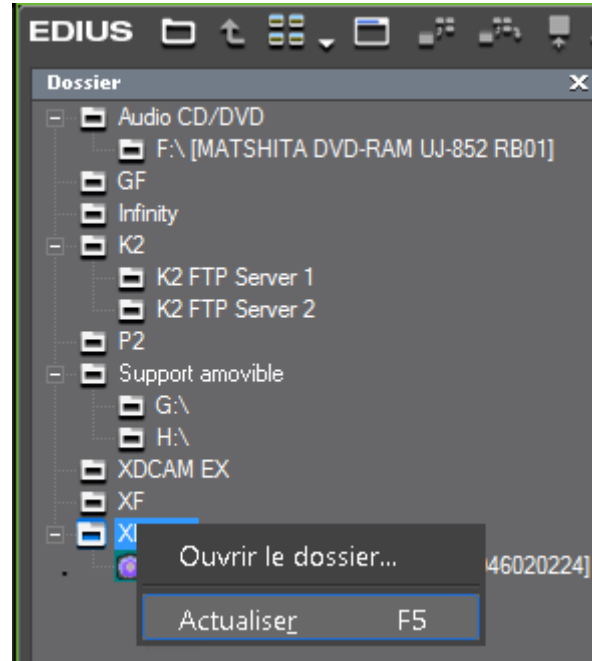 EDIUS
Dossier
Audio CD/DVD
F:\ [MATSHITA DVD-RAM UJ-852 RB01]
GF
Infinity
K2
K2 FTP Server 1
K2 FTP Server 2
P2
Support amovible
G:\
H:\
XDCAM EX
XF
Ouvrir le dossier...
46020224]
Actualiser F5